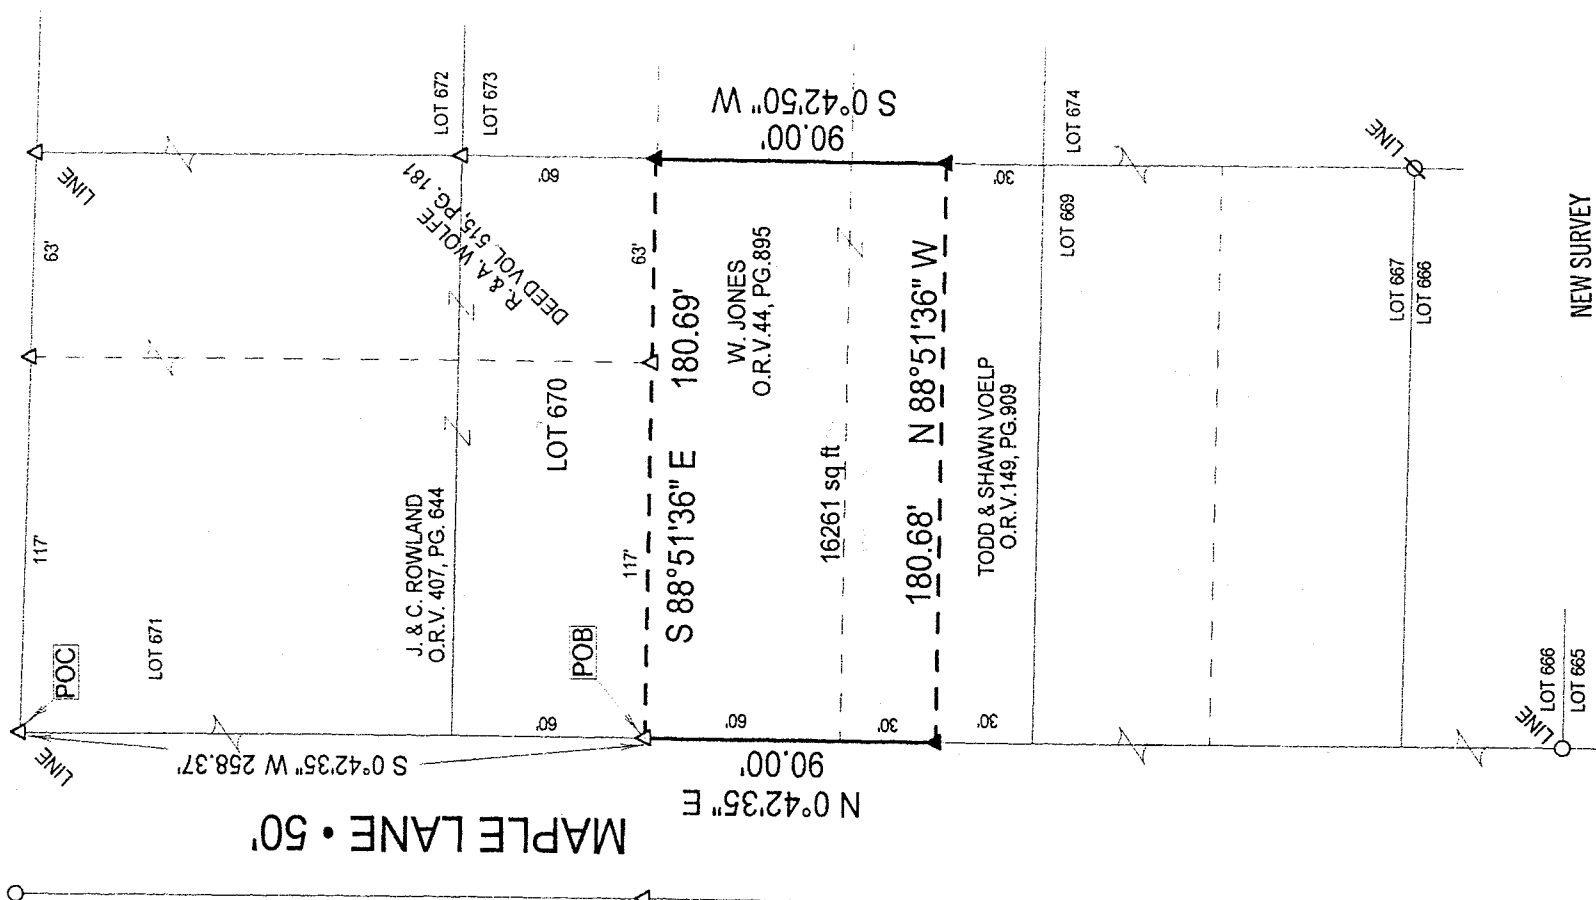 LOT 672
LOT 673
S 0°42'50" W
90.00'
LOT 674
LINE
LINE
60'
30'
R. & A. WOLFE
DEED VOL. 515, PG. 181
63'
63'
LOT 669
W. JONES
O.R.V.44, PG.895
LOT 667
LOT 666
NEW SURVEY
S 88°51'36" E 180.69'
180.68' N 88°51'36" W
LOT 670
TODD & SHAWN VOELP
O.R.V.149, PG.909
16261 sq ft
J. & C. ROWLAND
O.R.V. 407, PG. 644
117'
117'
LOT 671
POC
POB
LOT 666
LOT 665
LINE
60'
60'
30'
30'
LINE
S 0°42'35" W 258.37'
90.00'
N 0°42'35" E
MAPLE LANE • 50'